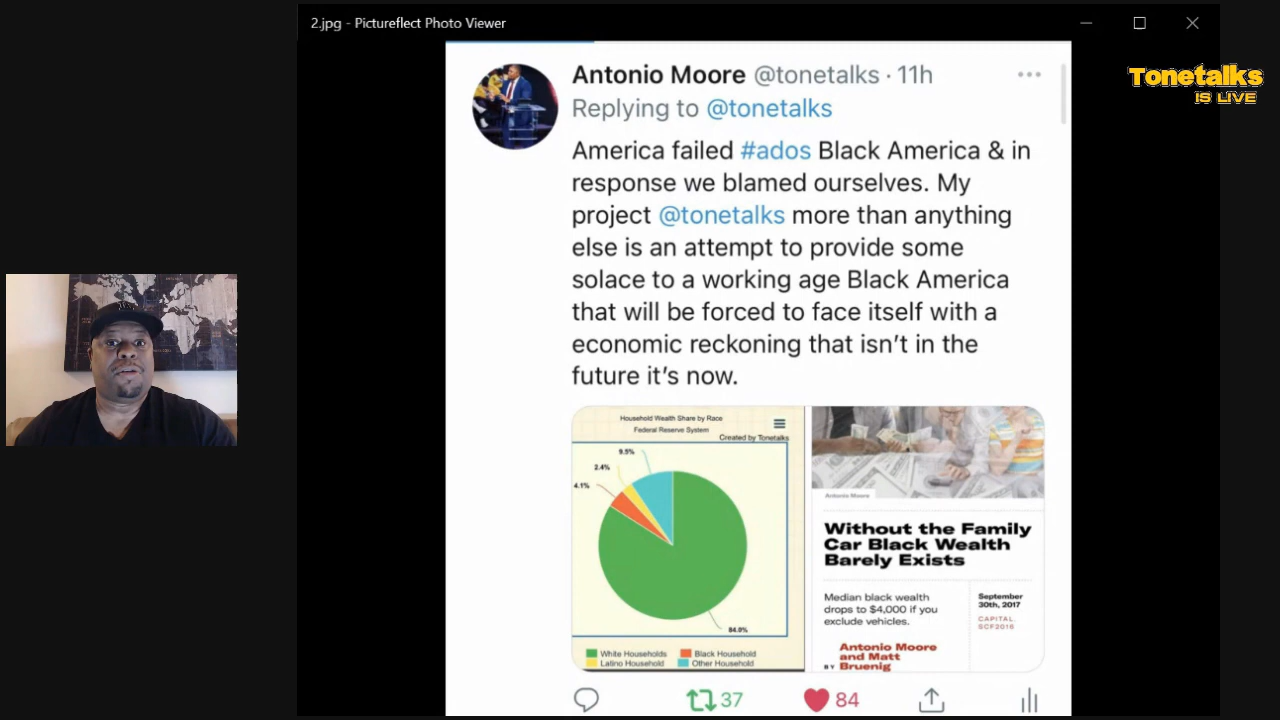 2.jpg - Pictureflect Photo Viewer
Tonetalks
IS LIVE
Antonio Moore @tonetalks · 11h
Replying to @tonetalks
America failed #ados Black America & in
response we blamed ourselves. My
project @tonetalks more than anything
else is an attempt to provide some
solace to a working age Black America
that will be forced to face itself with a
economic reckoning that isn't in the
future it's now.
Household Wealth Share by Race
Federal Reserve System
Created by Tonetalks
9.5%
2.4%
4.1%
84.0%
White Households
Black Household
Latino Household
Other Household
Antonio Moore
Without the Family
Car Black Wealth
Barely Exists
Median black wealth
drops to $4,000 if you
exclude vehicles.
September
30th, 2017
CAPITAL
SCF2016
BY Antonio Moore
and Matt
Bruenig
37
84